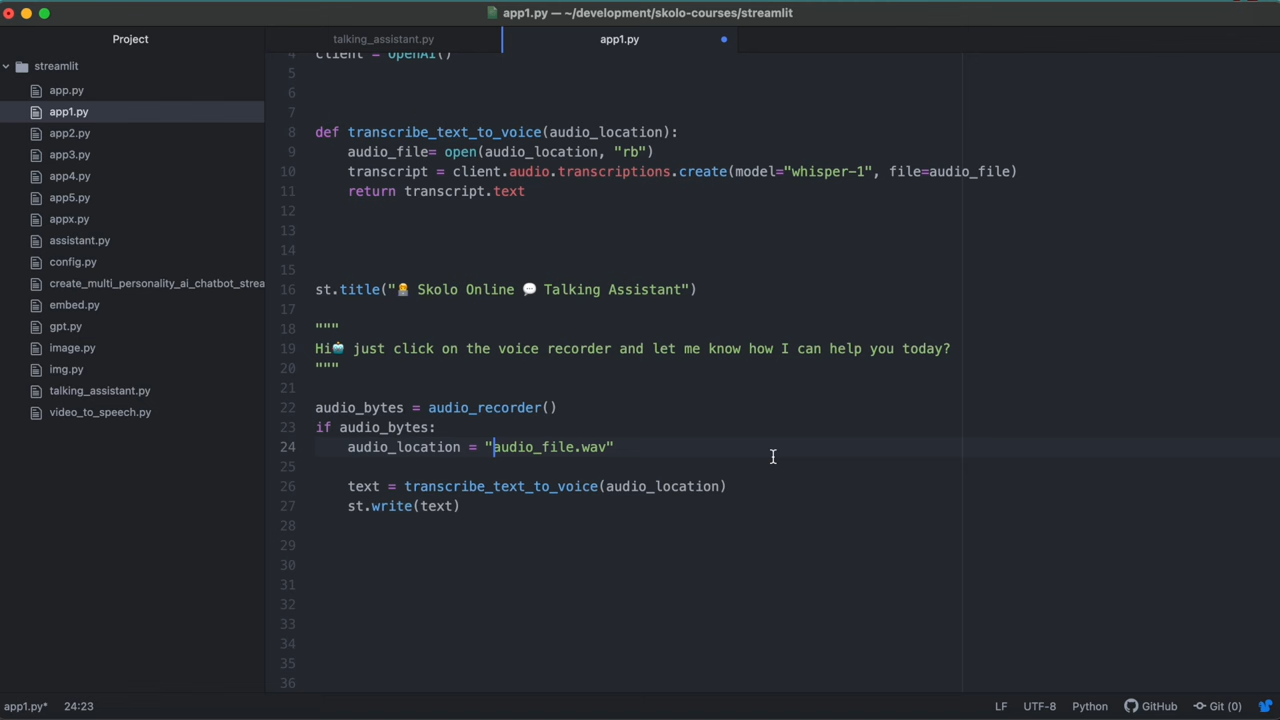 app1.py — ~/development/skolo-courses/streamlit
Project
talking_assistant.py
app1.py
streamlit
app.py
app1.py
app2.py
app3.py
app4.py
app5.py
appx.py
assistant.py
config.py
create_multi_personality_ai_chatbot_strea
embed.py
gpt.py
image.py
img.py
talking_assistant.py
video_to_speech.py
4 client = OpenAI()
5
6
7
8 def transcribe_text_to_voice(audio_location):
9 audio_file= open(audio_location, "rb")
10 transcript = client.audio.transcriptions.create(model="whisper-1", file=audio_file)
11 return transcript.text
12
13
14
15
16 st.title("🧑‍💻 Skolo Online 💬 Talking Assistant")
17
18 """
19 Hi🤖 just click on the voice recorder and let me know how I can help you today?
20 """
21
22 audio_bytes = audio_recorder()
23 if audio_bytes:
24 audio_location = "audio_file.wav"
25
26 text = transcribe_text_to_voice(audio_location)
27 st.write(text)
28
29
30
31
32
33
34
35
36
app1.py* 24:23 LF UTF-8 Python GitHub Git (0)